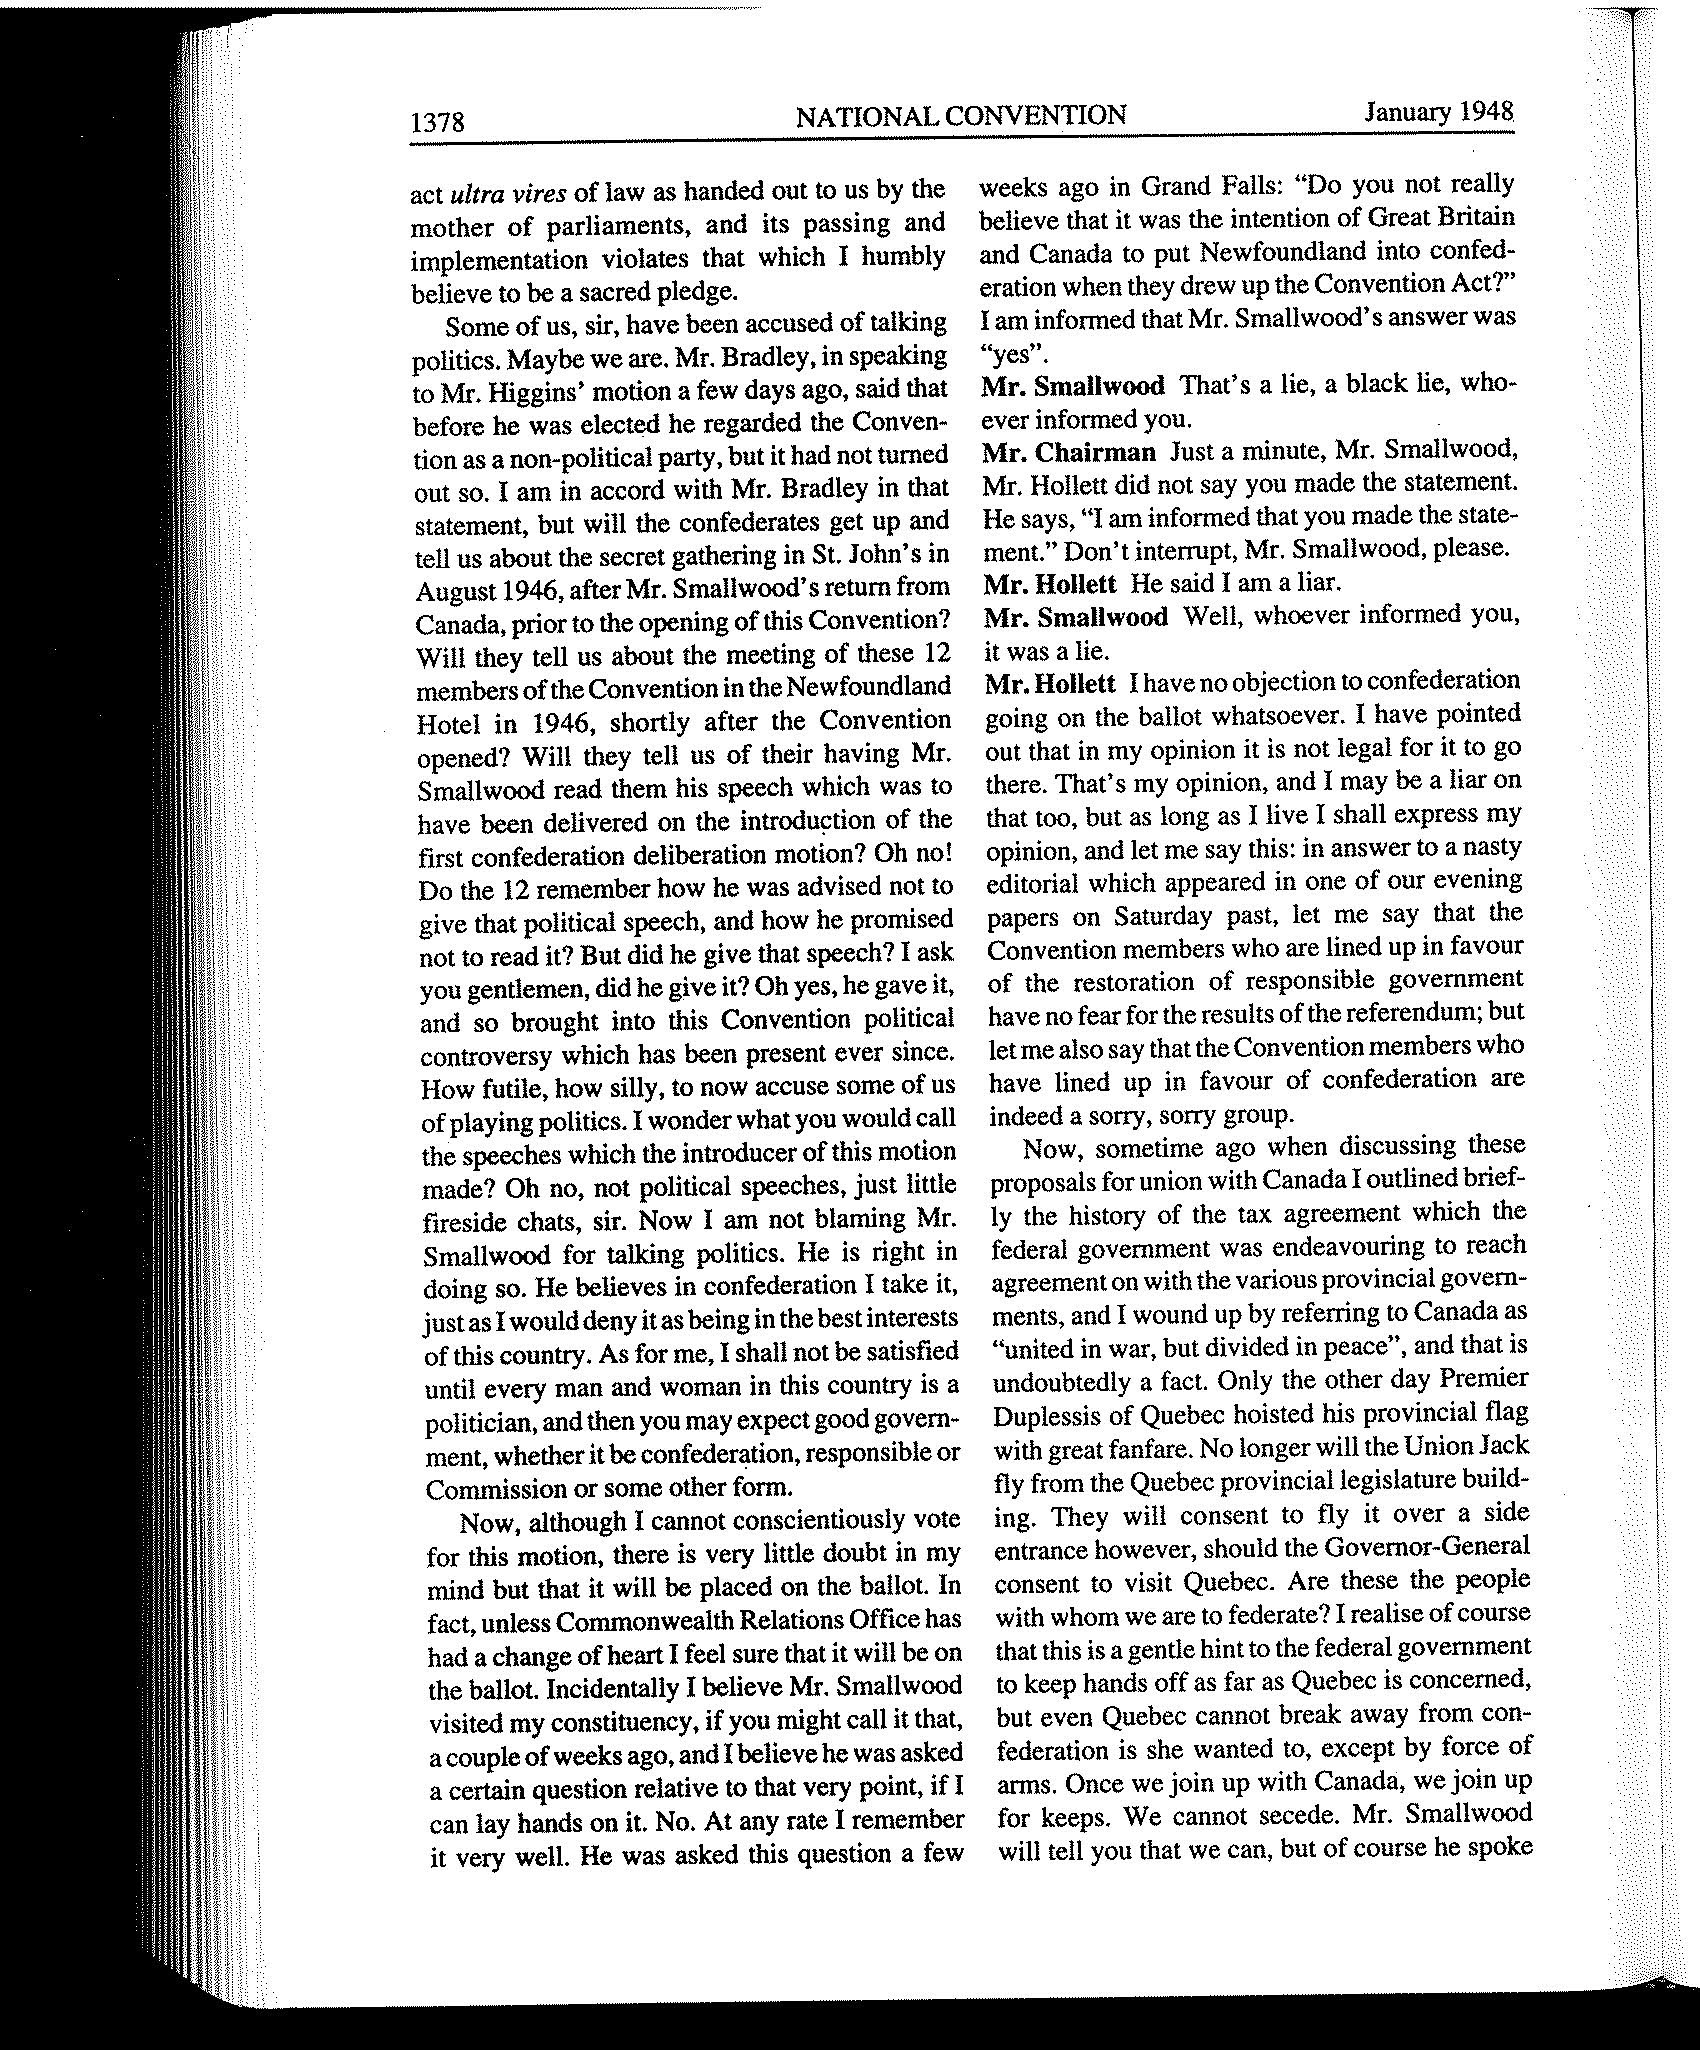 1378
NATIONAL CONVENTION
January 1948
act ultra vires of law as handed out to us by the
mother of parliaments, and its passing and
implementation violates that which I humbly
believe to be a sacred pledge.
Some of us, sir, have been accused of talking
politics. Maybe we are. Mr. Bradley, in speaking
to Mr. Higgins' motion a few days ago, said that
before he was elected he regarded the Conven-
tion as a non-political party, but it had not turned
out so. I am in accord with Mr. Bradley in that
statement, but will the confederates get up and
tell us about the secret gathering in St. John's in
August 1946, after Mr. Smallwood's return from
Canada, prior to the opening of this Convention?
Will they tell us about the meeting of these 12
members of the Convention in the Newfoundland
Hotel in 1946, shortly after the Convention
opened? Will they tell us of their having Mr.
Smallwood read them his speech which was to
have been delivered on the introduction of the
first confederation deliberation motion? Oh no!
Do the 12 remember how he was advised not to
give that political speech, and how he promised
not to read it? But did he give that speech? I ask
you gentlemen, did he give it? Oh yes, he gave it,
and so brought into this Convention political
controversy which has been present ever since.
How futile, how silly, to now accuse some of us
of playing politics. I wonder what you would call
the speeches which the introducer of this motion
made? Oh no, not political speeches, just little
fireside chats, sir. Now I am not blaming Mr.
Smallwood for talking politics. He is right in
doing so. He believes in confederation I take it,
just as I would deny it as being in the best interests
of this country. As for me, I shall not be satisfied
until every man and woman in this country is a
politician, and then you may expect good govern-
ment, whether it be confederation, responsible or
Commission or some other form.
Now, although I cannot conscientiously vote
for this motion, there is very little doubt in my
mind but that it will be placed on the ballot. In
fact, unless Commonwealth Relations Office has
had a change of heart I feel sure that it will be on
the ballot. Incidentally I believe Mr. Smallwood
visited my constituency, if you might call it that,
a couple of weeks ago, and I believe he was asked
a certain question relative to that very point, if I
can lay hands on it. No. At any rate I remember
it very well. He was asked this question a few
weeks ago in Grand Falls: "Do you not really
believe that it was the intention of Great Britain
and Canada to put Newfoundland into confed-
eration when they drew up the Convention Act?"
I am informed that Mr. Smallwood's answer was
"yes".
Mr. Smallwood That's a lie, a black lie, who-
ever informed you.
Mr. Chairman Just a minute, Mr. Smallwood,
Mr. Hollett did not say you made the statement.
He says, "I am informed that you made the state-
ment." Don't interrupt, Mr. Smallwood, please.
Mr. Hollett He said I am a liar.
Mr. Smallwood Well, whoever informed you,
it was a lie.
Mr. Hollett I have no objection to confederation
going on the ballot whatsoever. I have pointed
out that in my opinion it is not legal for it to go
there. That's my opinion, and I may be a liar on
that too, but as long as I live I shall express my
opinion, and let me say this: in answer to a nasty
editorial which appeared in one of our evening
papers on Saturday past, let me say that the
Convention members who are lined up in favour
of the restoration of responsible government
have no fear for the results of the referendum; but
let me also say that the Convention members who
have lined up in favour of confederation are
indeed a sorry, sorry group.
Now, sometime ago when discussing these
proposals for union with Canada I outlined brief-
ly the history of the tax agreement which the
federal government was endeavouring to reach
agreement on with the various provincial govern-
ments, and I wound up by referring to Canada as
"united in war, but divided in peace", and that is
undoubtedly a fact. Only the other day Premier
Duplessis of Quebec hoisted his provincial flag
with great fanfare. No longer will the Union Jack
fly from the Quebec provincial legislature build-
ing. They will consent to fly it over a side
entrance however, should the Governor-General
consent to visit Quebec. Are these the people
with whom we are to federate? I realise of course
that this is a gentle hint to the federal government
to keep hands off as far as Quebec is concerned,
but even Quebec cannot break away from con-
federation is she wanted to, except by force of
arms. Once we join up with Canada, we join up
for keeps. We cannot secede. Mr. Smallwood
will tell you that we can, but of course he spoke